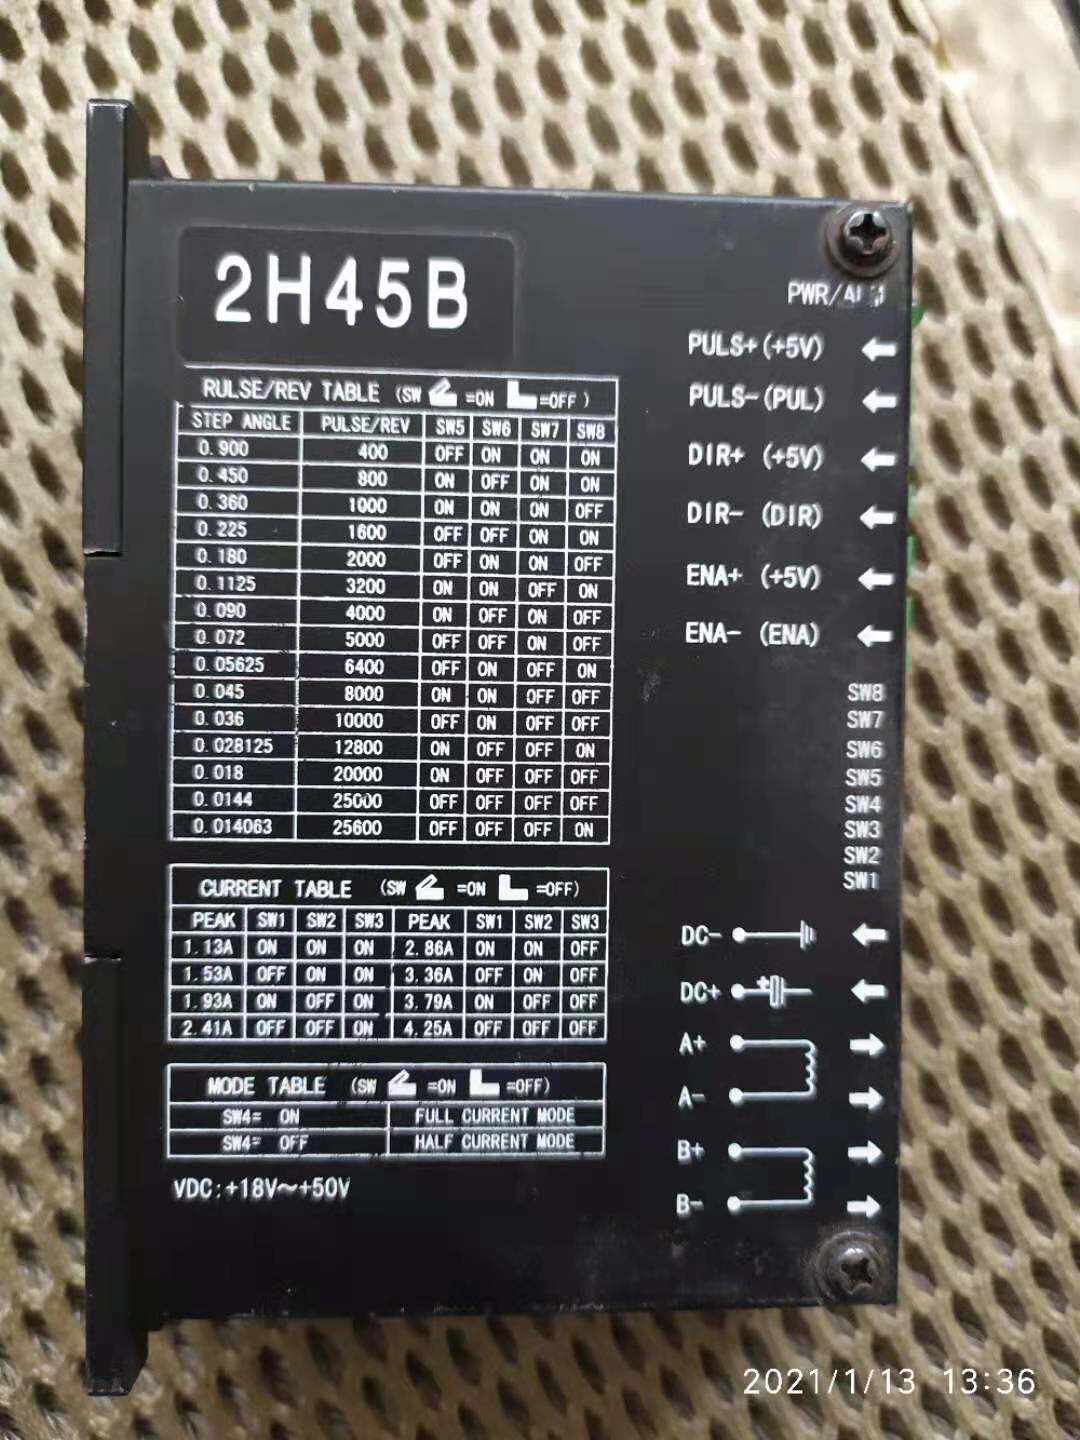 2H45B
RULSE/REV TABLE (SW =ON =OFF)
STEP ANGLE PULSE/REV SW5 SW6 SW7 SW8
0.900 400 OFF ON ON ON
0.450 800 ON OFF ON ON
0.360 1000 ON ON ON OFF
0.225 1600 OFF OFF ON ON
0.180 2000 OFF ON ON OFF
0.1125 3200 ON ON OFF ON
0.090 4000 ON OFF ON OFF
0.072 5000 OFF OFF ON OFF
0.05625 6400 OFF ON OFF ON
0.045 8000 ON ON OFF OFF
0.036 10000 OFF ON OFF OFF
0.028125 12800 ON OFF OFF ON
0.018 20000 ON OFF OFF OFF
0.0144 25000 OFF OFF OFF OFF
0.014063 25600 OFF OFF OFF ON
CURRENT TABLE (SW =ON =OFF)
PEAK SW1 SW2 SW3 PEAK SW1 SW2 SW3
1.13A ON ON ON 2.86A ON ON OFF
1.53A OFF ON ON 3.36A OFF ON OFF
1.93A ON OFF ON 3.79A ON OFF OFF
2.41A OFF OFF ON 4.25A OFF OFF OFF
MODE TABLE (SW =ON =OFF)
SW4= ON FULL CURRENT MODE
SW4= OFF HALF CURRENT MODE
VDC:+18V~+50V
PWR/
PULS+(+5V)
PULS-(PUL)
DIR+ (+5V)
DIR- (DIR)
ENA+ (+5V)
ENA- (ENA)
SW8
SW7
SW6
SW5
SW4
SW3
SW2
SW1
DC-
DC+
A+
A-
B+
B-
2021/1/13 13:36